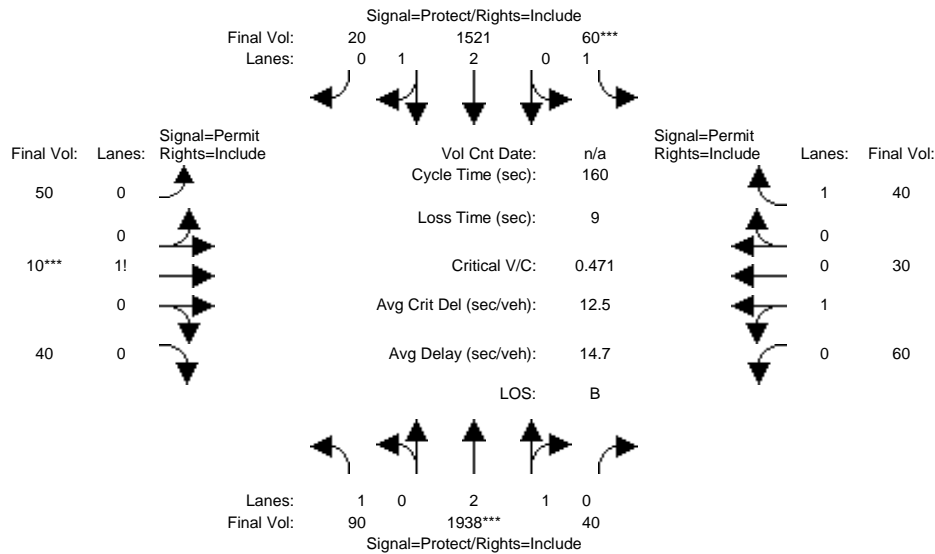 Signal=Protect/Rights=Include
Final Vol: 20 1521 60***
Lanes: 0 1 2 0 1
Signal=Permit
Final Vol: Lanes: Rights=Include
Vol Cnt Date: n/a
Signal=Permit
Rights=Include Lanes: Final Vol:
Cycle Time (sec): 160
50 0
1 40
Loss Time (sec): 9
0
0
10*** 1!
Critical V/C: 0.471
0 30
0
Avg Crit Del (sec/veh): 12.5
1
40 0
Avg Delay (sec/veh): 14.7
0 60
LOS: B
Lanes: 1 0 2 1 0
Final Vol: 90 1938*** 40
Signal=Protect/Rights=Include